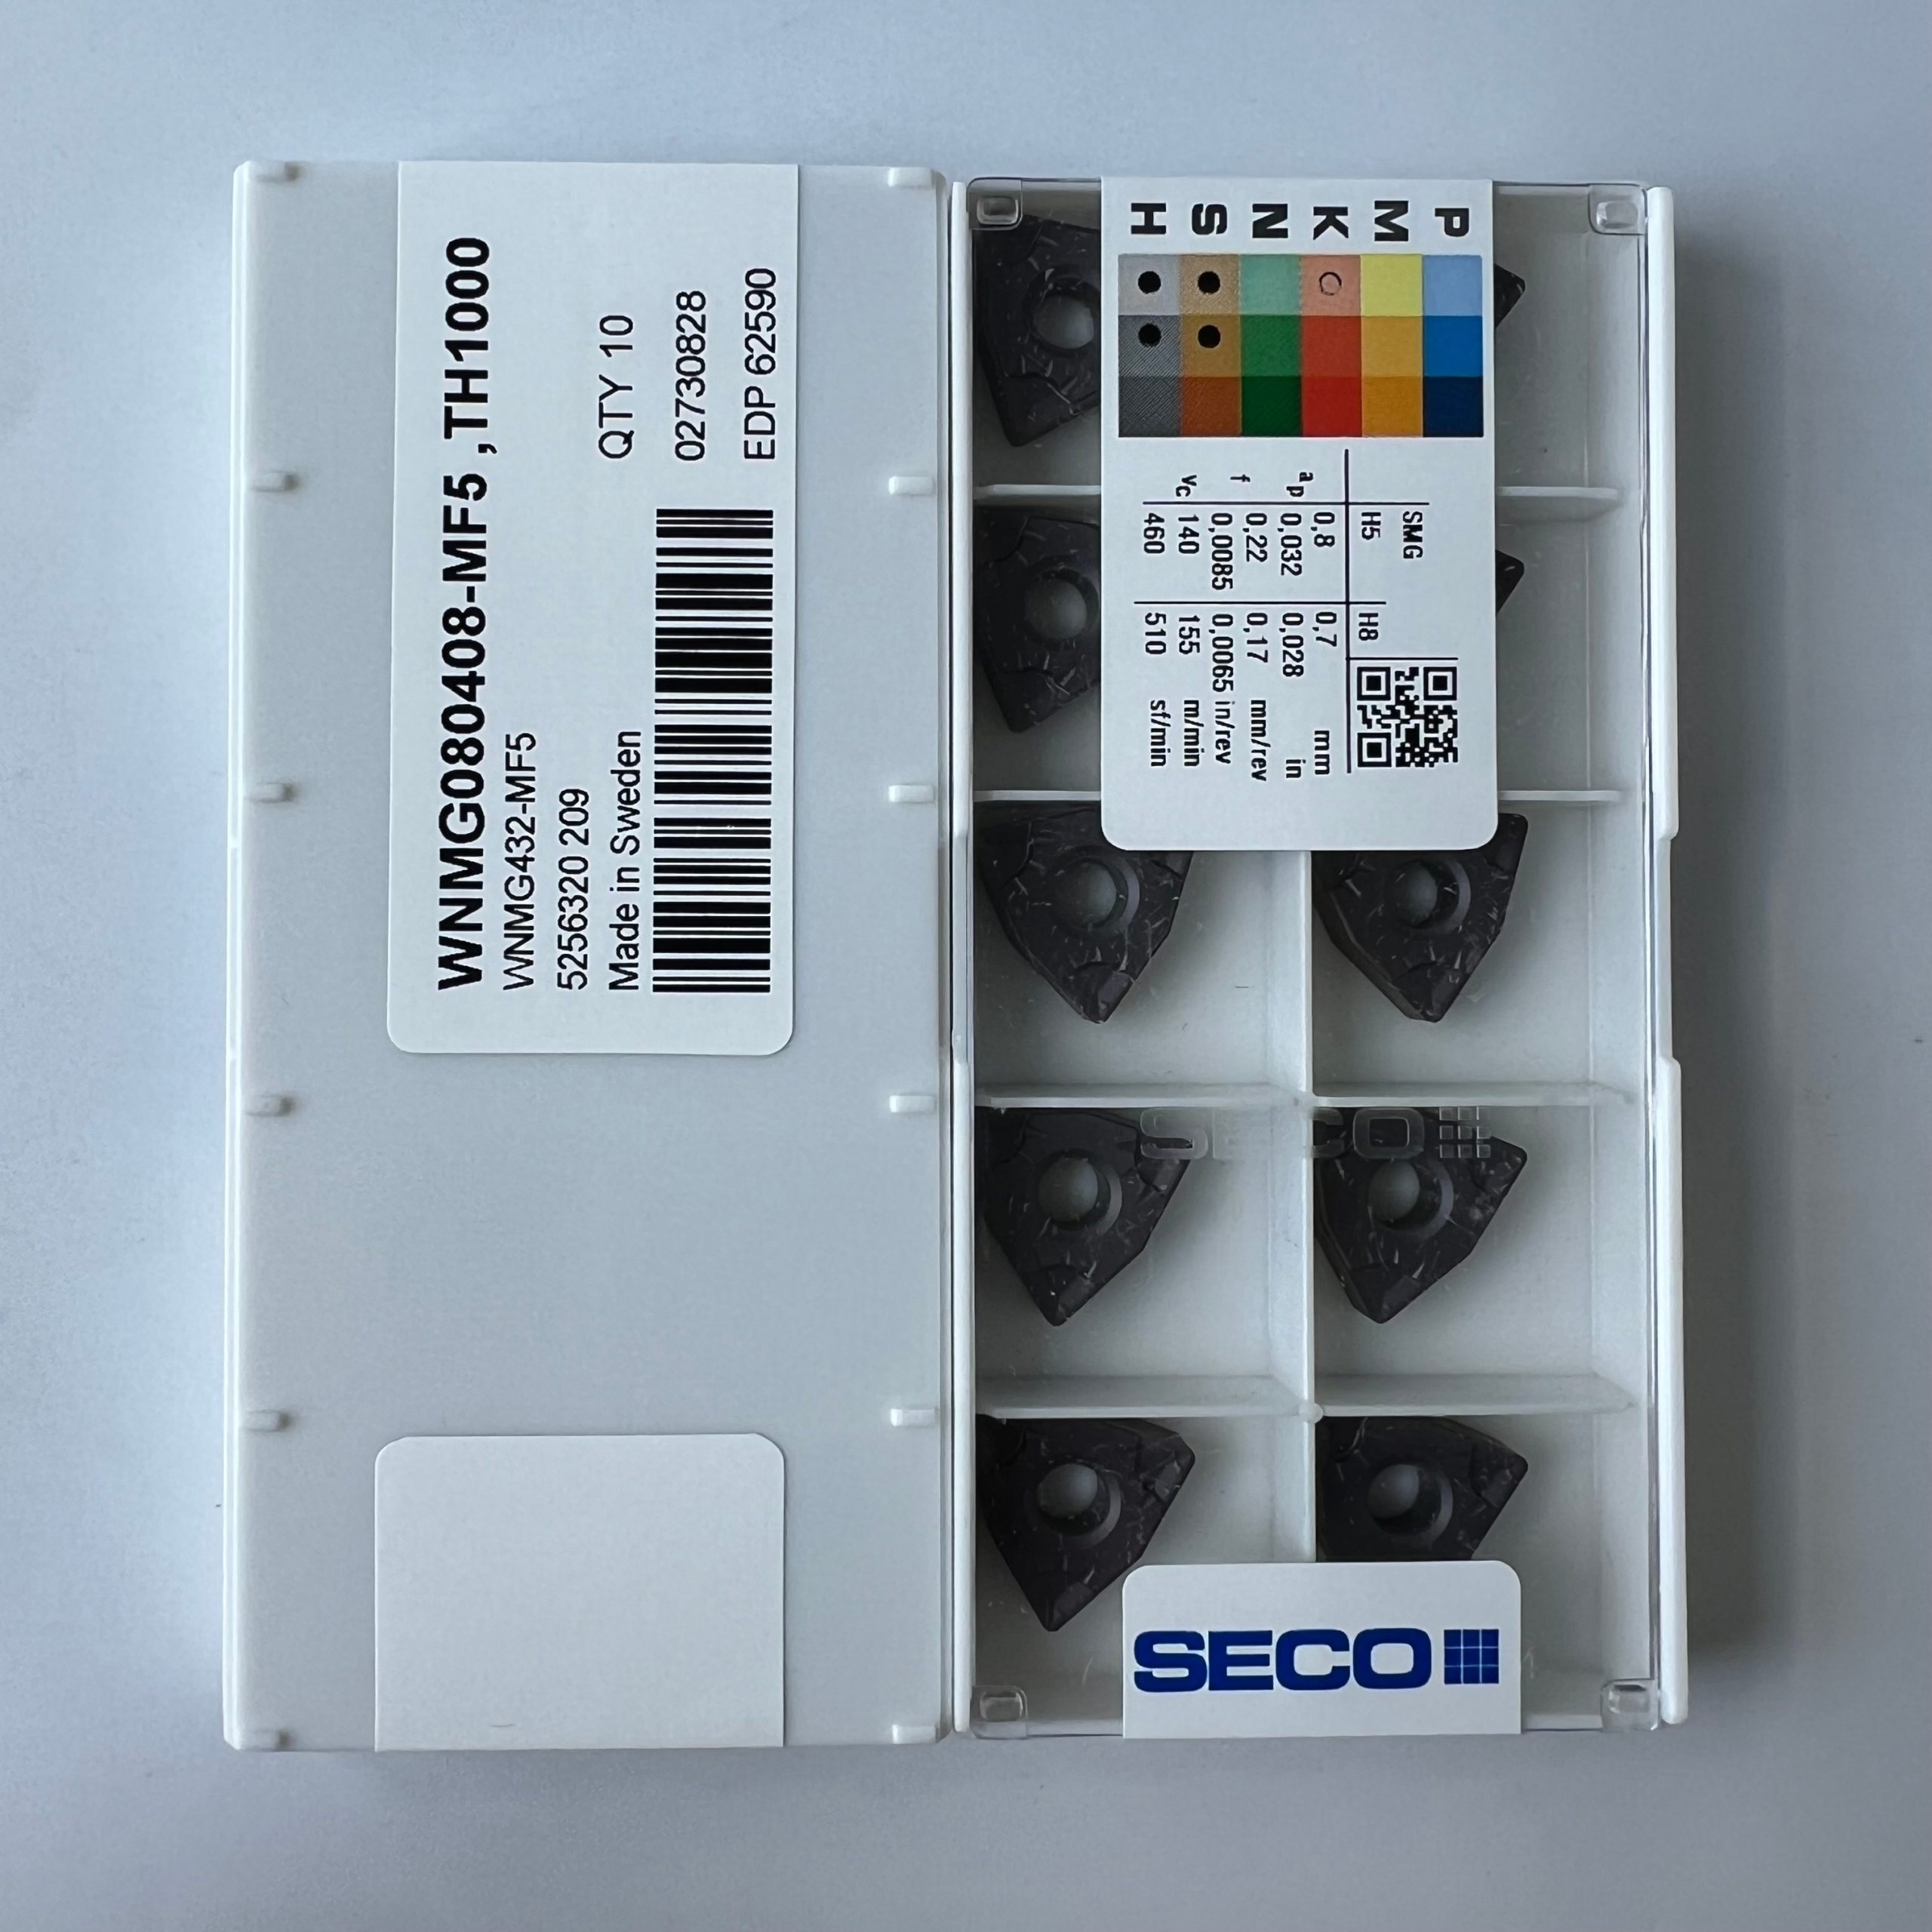 WNMG080408-MF5 ,TH1000
WNMG432-MF5
5256320 209 QTY 10
Made in Sweden
02730828
EDP 62590
P
M
K
N
S
H
SMG
H5 H8
ap 0,8 0,7 mm
0,032 0,028 in
f 0,22 0,17 mm/rev
0,0085 0,0065 in/rev
vc 140 155 m/min
460 510 sf/min
SECO
SECO